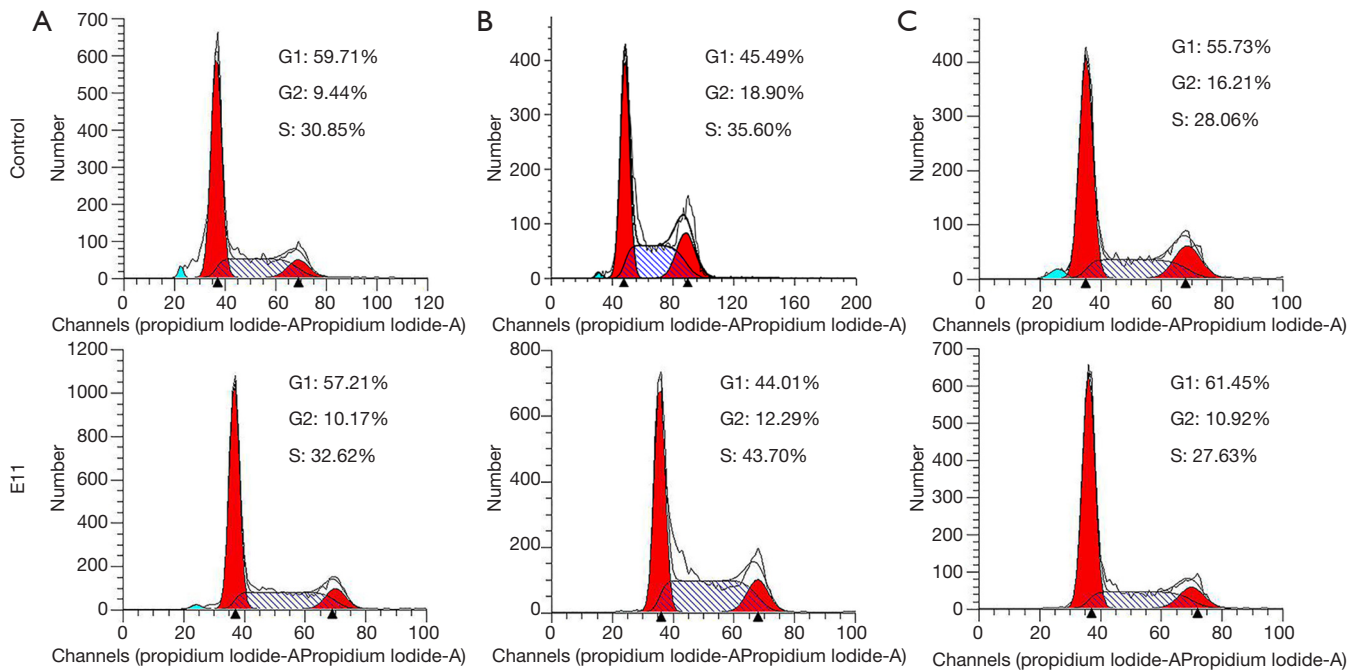 A
Control
Number
700
600
500
400
300
200
100
0
G1: 59.71%
G2: 9.44%
S: 30.85%
0 20 40 60 80 100 120
Channels (propidium Iodide-APropidium Iodide-A)
B
Number
400
300
200
100
0
G1: 45.49%
G2: 18.90%
S: 35.60%
0 40 80 120 160 200
Channels (propidium Iodide-APropidium Iodide-A)
C
Number
400
300
200
100
0
G1: 55.73%
G2: 16.21%
S: 28.06%
0 20 40 60 80 100
Channels (propidium Iodide-APropidium Iodide-A)
E11
Number
1200
1000
800
600
400
200
0
G1: 57.21%
G2: 10.17%
S: 32.62%
0 20 40 60 80 100
Channels (propidium Iodide-APropidium Iodide-A)
Number
800
600
400
200
0
G1: 44.01%
G2: 12.29%
S: 43.70%
0 20 40 60 80 100
Channels (propidium Iodide-APropidium Iodide-A)
Number
700
600
500
400
300
200
100
0
G1: 61.45%
G2: 10.92%
S: 27.63%
0 20 40 60 80 100
Channels (propidium Iodide-APropidium Iodide-A)